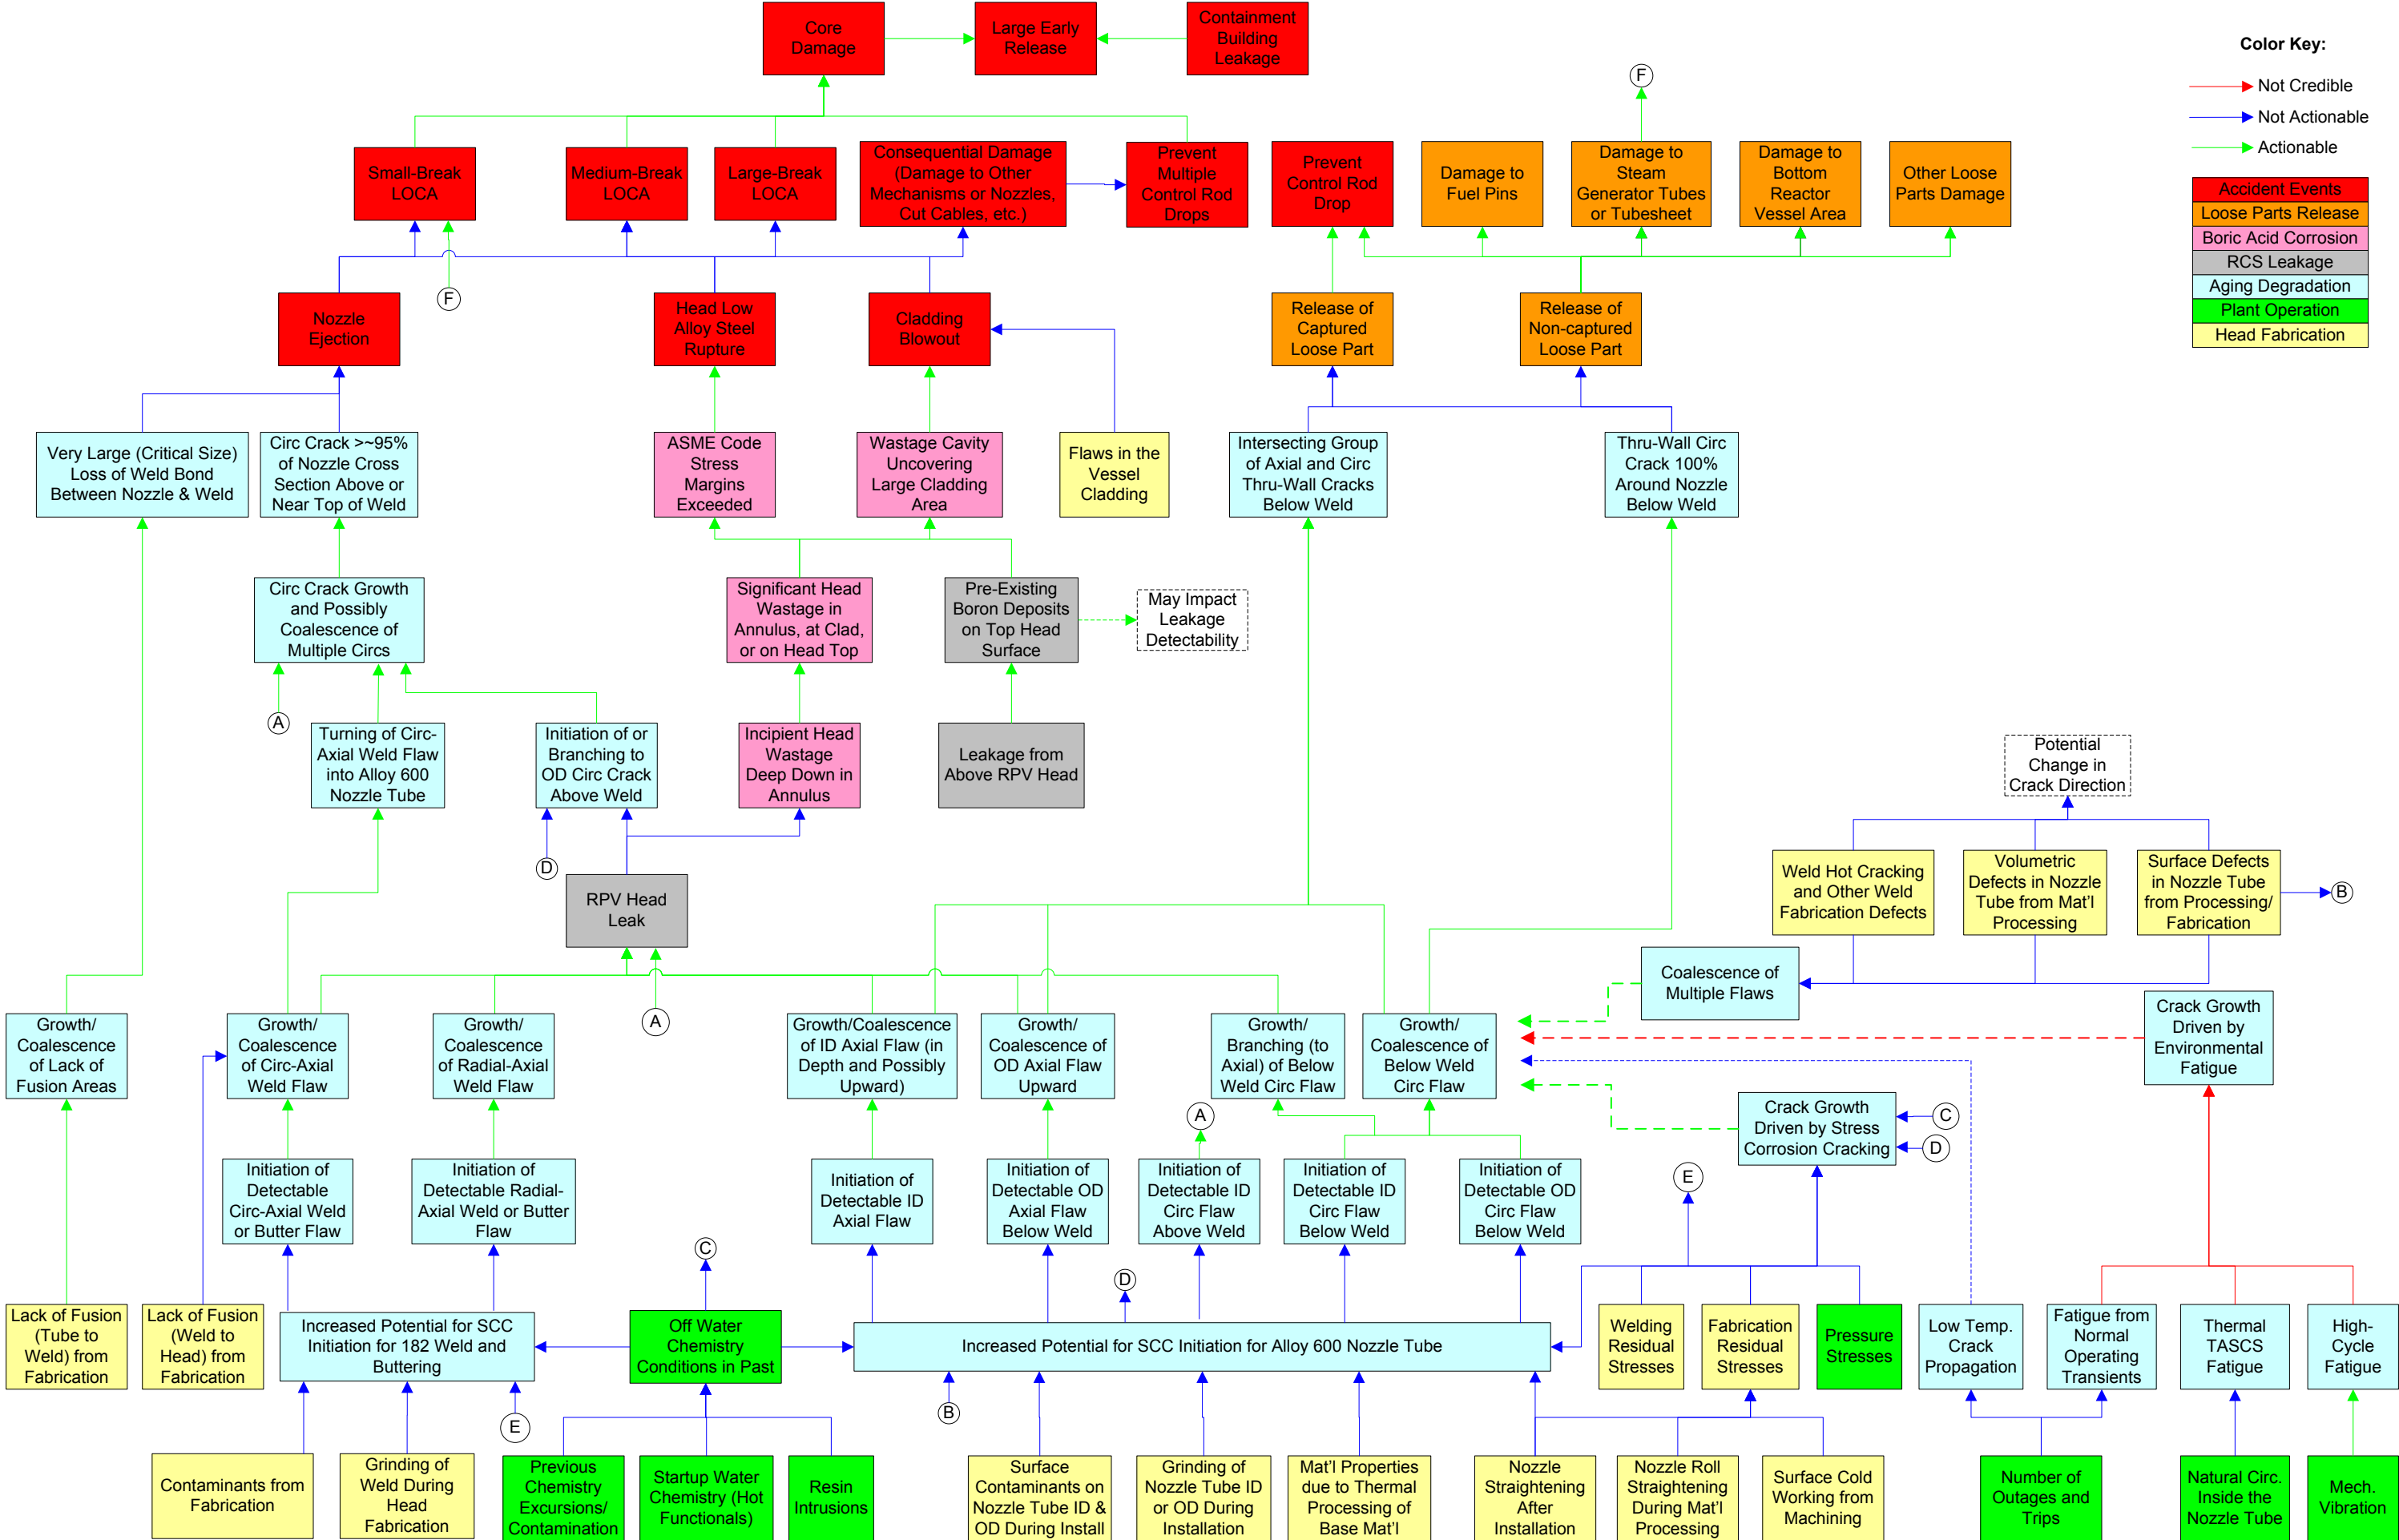 Core
Damage
Large Early
Release
Containment
Building
Leakage
Color Key:
Not Credible
Not Actionable
Actionable
Accident Events
Loose Parts Release
Boric Acid Corrosion
RCS Leakage
Aging Degradation
Plant Operation
Head Fabrication
F
Small-Break
LOCA
Medium-Break
LOCA
Large-Break
LOCA
Consequential Damage
(Damage to Other
Mechanisms or Nozzles,
Cut Cables, etc.)
Prevent
Multiple
Control Rod
Drops
Prevent
Control Rod
Drop
Damage to
Fuel Pins
Damage to
Steam
Generator Tubes
or Tubesheet
Damage to
Bottom
Reactor
Vessel Area
Other Loose
Parts Damage
F
Nozzle
Ejection
Head Low
Alloy Steel
Rupture
Cladding
Blowout
Release of
Captured
Loose Part
Release of
Non-captured
Loose Part
Very Large (Critical Size)
Loss of Weld Bond
Between Nozzle & Weld
Circ Crack >~95%
of Nozzle Cross
Section Above or
Near Top of Weld
ASME Code
Stress
Margins
Exceeded
Wastage Cavity
Uncovering
Large Cladding
Area
Flaws in the
Vessel
Cladding
Intersecting Group
of Axial and Circ
Thru-Wall Cracks
Below Weld
Thru-Wall Circ
Crack 100%
Around Nozzle
Below Weld
Circ Crack Growth
and Possibly
Coalescence of
Multiple Circs
Significant Head
Wastage in
Annulus, at Clad,
or on Head Top
Pre-Existing
Boron Deposits
on Top Head
Surface
May Impact
Leakage
Detectability
A
Turning of Circ-
Axial Weld Flaw
into Alloy 600
Nozzle Tube
Initiation of or
Branching to
OD Circ Crack
Above Weld
Incipient Head
Wastage
Deep Down in
Annulus
Leakage from
Above RPV Head
Potential
Change in
Crack Direction
D
RPV Head
Leak
Weld Hot Cracking
and Other Weld
Fabrication Defects
Volumetric
Defects in Nozzle
Tube from Mat'l
Processing
Surface Defects
in Nozzle Tube
from Processing/
Fabrication
B
Coalescence of
Multiple Flaws
Growth/
Coalescence
of Lack of
Fusion Areas
Growth/
Coalescence
of Circ-Axial
Weld Flaw
Growth/
Coalescence
of Radial-Axial
Weld Flaw
A
Growth/Coalescence
of ID Axial Flaw (in
Depth and Possibly
Upward)
Growth/
Coalescence of
OD Axial Flaw
Upward
Growth/
Branching (to
Axial) of Below
Weld Circ Flaw
Growth/
Coalescence of
Below Weld
Circ Flaw
Crack Growth
Driven by
Environmental
Fatigue
A
Crack Growth
Driven by Stress
Corrosion Cracking
C
D
Initiation of
Detectable
Circ-Axial Weld
or Butter Flaw
Initiation of
Detectable Radial-
Axial Weld or Butter
Flaw
Initiation of
Detectable ID
Axial Flaw
Initiation of
Detectable OD
Axial Flaw
Below Weld
Initiation of
Detectable ID
Circ Flaw
Above Weld
Initiation of
Detectable ID
Circ Flaw
Below Weld
Initiation of
Detectable OD
Circ Flaw
Below Weld
E
C
D
Lack of Fusion
(Tube to
Weld) from
Fabrication
Lack of Fusion
(Weld to
Head) from
Fabrication
Increased Potential for SCC
Initiation for 182 Weld and
Buttering
Off Water
Chemistry
Conditions in Past
Increased Potential for SCC Initiation for Alloy 600 Nozzle Tube
Welding
Residual
Stresses
Fabrication
Residual
Stresses
Pressure
Stresses
Low Temp.
Crack
Propagation
Fatigue from
Normal
Operating
Transients
Thermal
TASCS
Fatigue
High-
Cycle
Fatigue
E
B
Contaminants from
Fabrication
Grinding of
Weld During
Head
Fabrication
Previous
Chemistry
Excursions/
Contamination
Startup Water
Chemistry (Hot
Functionals)
Resin
Intrusions
Surface
Contaminants on
Nozzle Tube ID &
OD During Install
Grinding of
Nozzle Tube ID
or OD During
Installation
Mat'l Properties
due to Thermal
Processing of
Base Mat'l
Nozzle
Straightening
After
Installation
Nozzle Roll
Straightening
During Mat'l
Processing
Surface Cold
Working from
Machining
Number of
Outages and
Trips
Natural Circ.
Inside the
Nozzle Tube
Mech.
Vibration